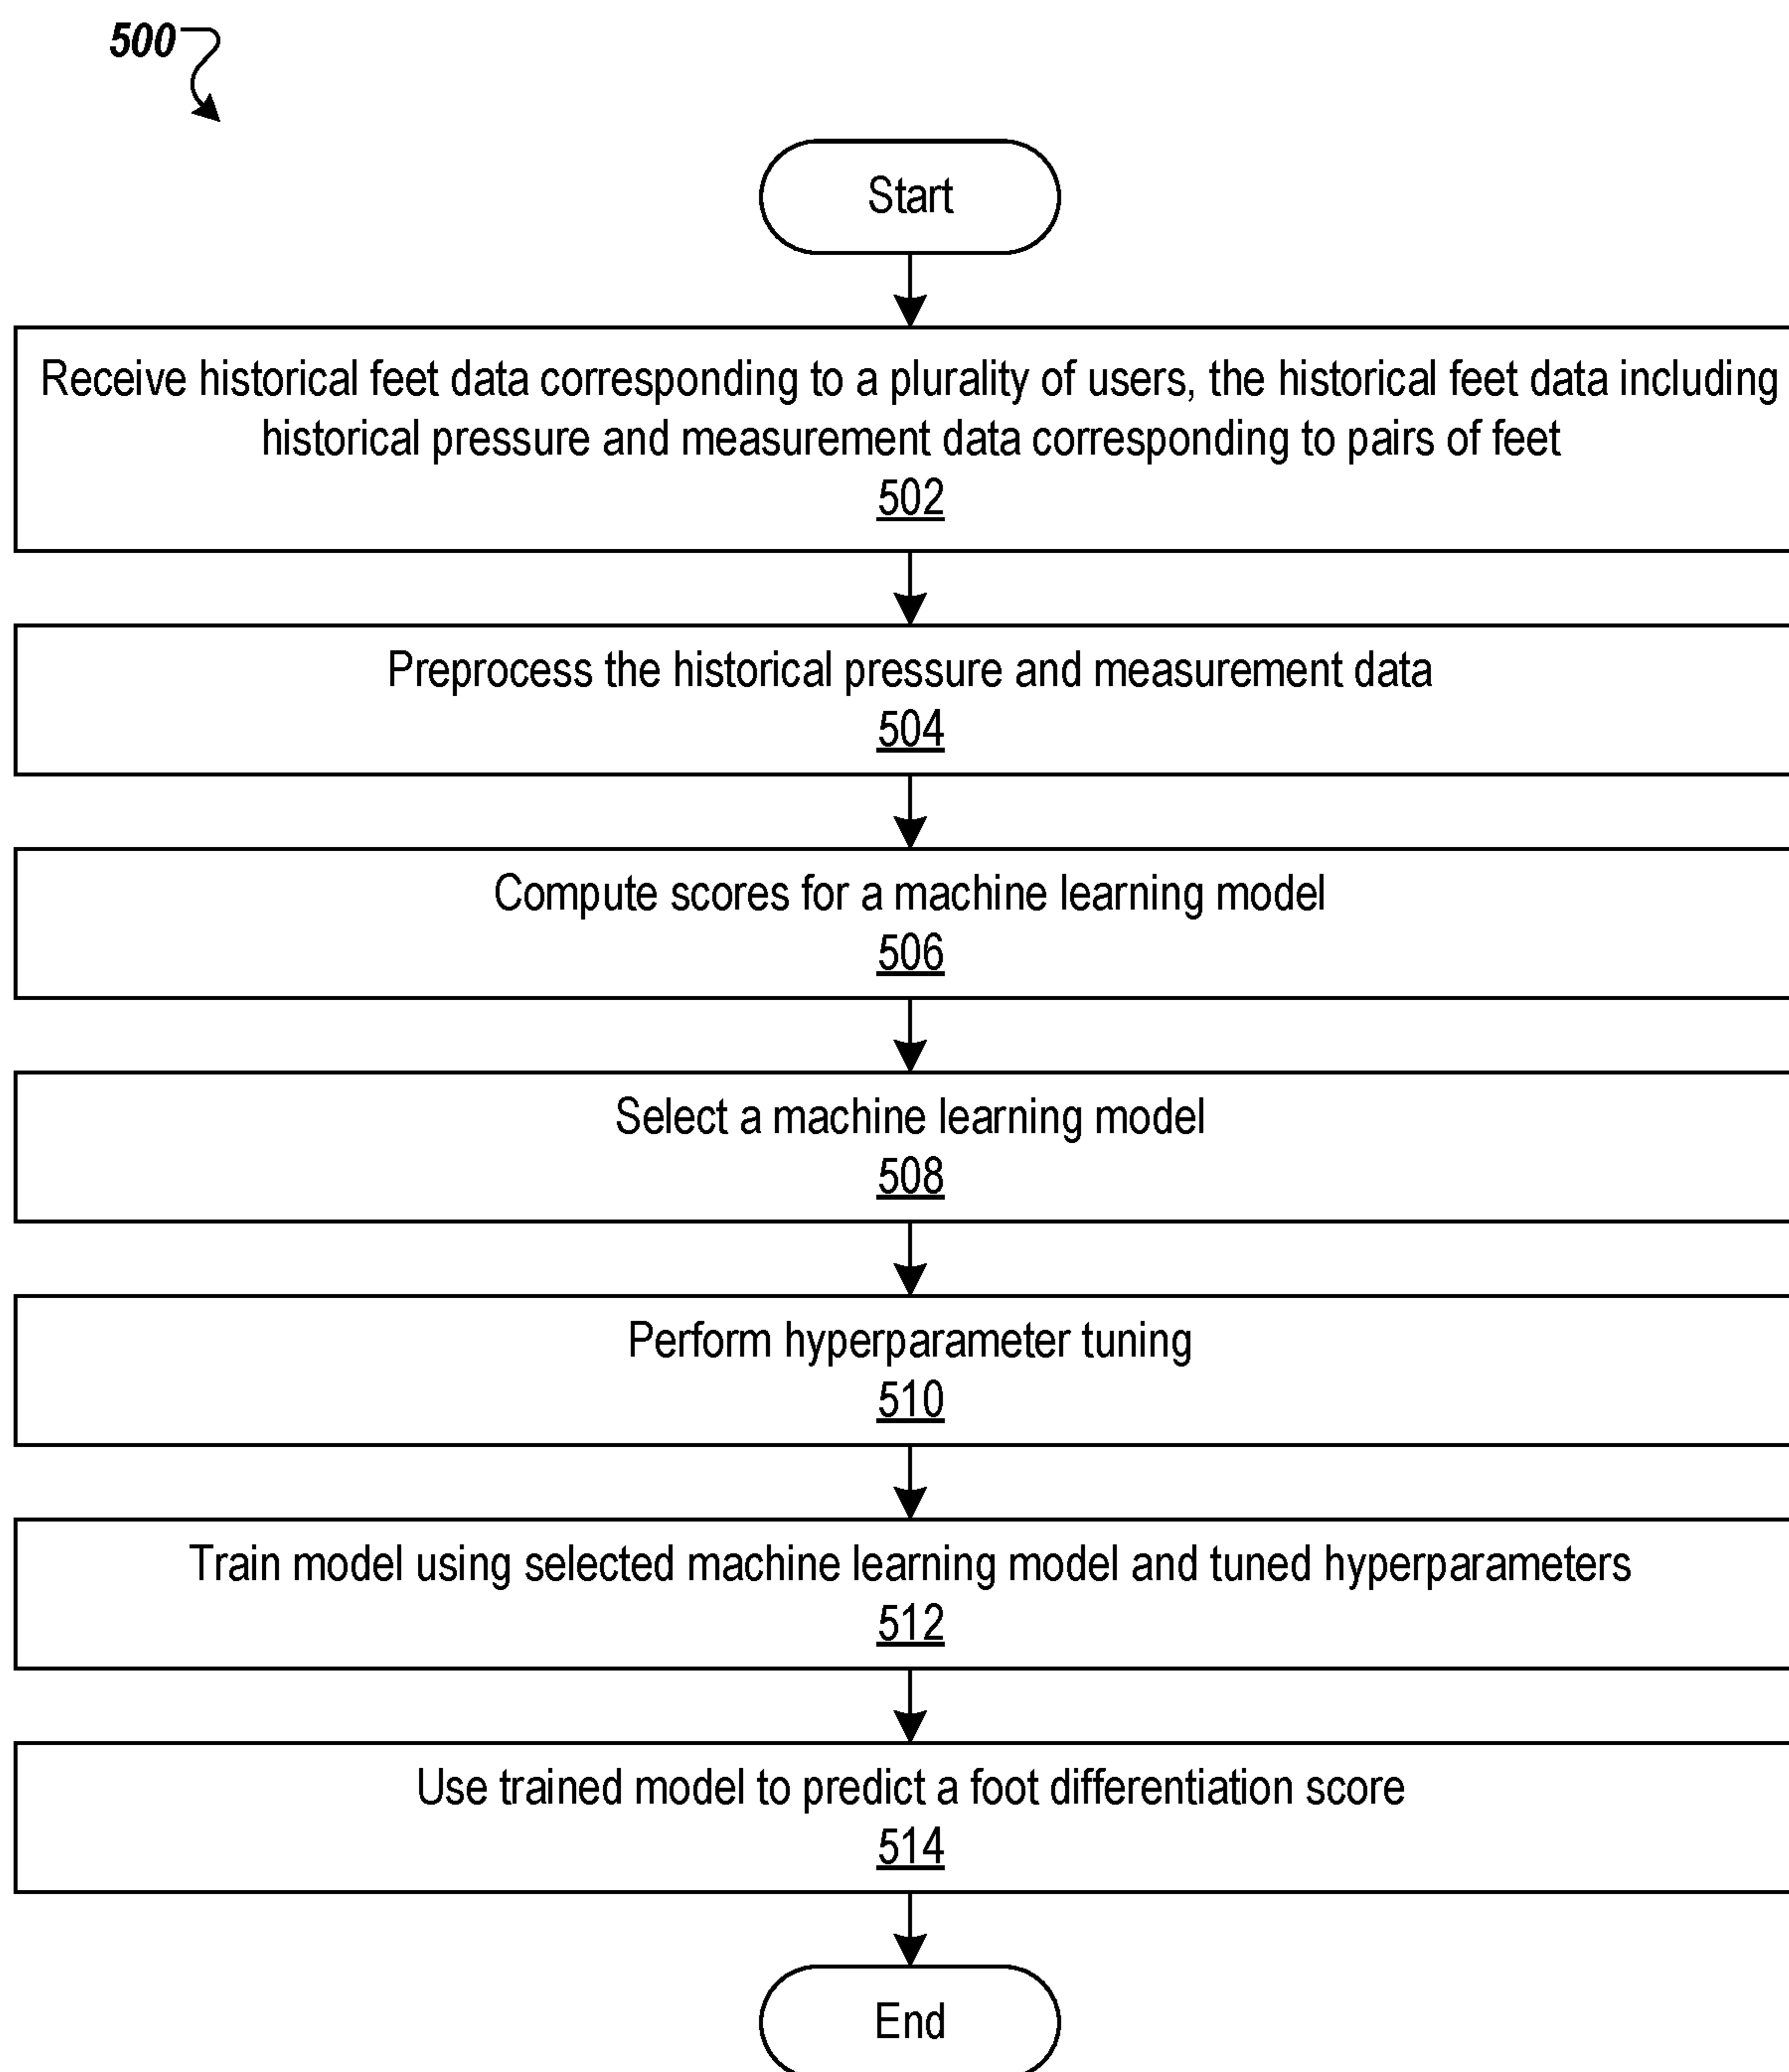 500
Start
Receive historical feet data corresponding to a plurality of users, the historical feet data including
historical pressure and measurement data corresponding to pairs of feet
502
Preprocess the historical pressure and measurement data
504
Compute scores for a machine learning model
506
Select a machine learning model
508
Perform hyperparameter tuning
510
Train model using selected machine learning model and tuned hyperparameters
512
Use trained model to predict a foot differentiation score
514
End